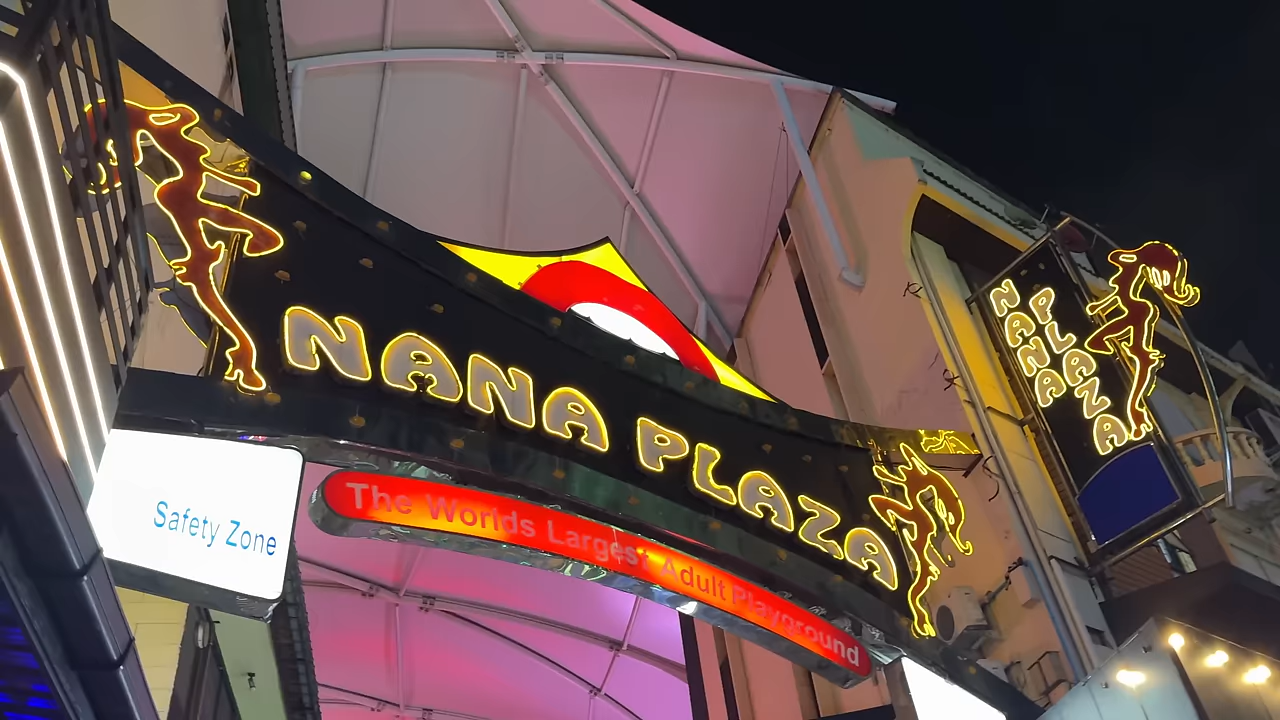 NANA PLAZA
The Worlds Largest Adult Playground
Safety Zone
NANA
PLAZA